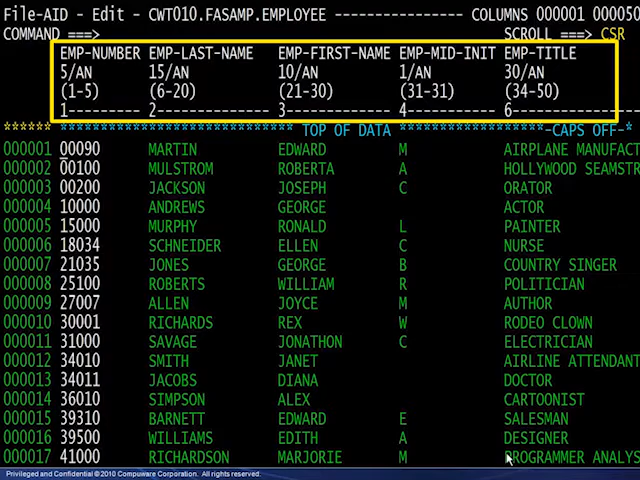 File-AID - Edit - CWT010.FASAMP.EMPLOYEE --------------- COLUMNS 000001 000050
COMMAND ===> SCROLL ===> CSR
EMP-NUMBER EMP-LAST-NAME EMP-FIRST-NAME EMP-MID-INIT EMP-TITLE
5/AN 15/AN 10/AN 1/AN 30/AN
(1-5) (6-20) (21-30) (31-31) (34-50)
1--------- 2-------------- 3------------- 4----------- 6-------------
****** ***************************** TOP OF DATA ******************-CAPS OFF-*
000001 00090 MARTIN EDWARD M AIRPLANE MANUFACT
000002 00100 MULSTROM ROBERTA A HOLLYWOOD SEAMSTR
000003 00200 JACKSON JOSEPH C ORATOR
000004 10000 ANDREWS GEORGE ACTOR
000005 15000 MURPHY RONALD L PAINTER
000006 18034 SCHNEIDER ELLEN C NURSE
000007 21035 JONES GEORGE B COUNTRY SINGER
000008 25100 ROBERTS WILLIAM R POLITICIAN
000009 27007 ALLEN JOYCE M AUTHOR
000010 30001 RICHARDS REX W RODEO CLOWN
000011 31000 SAVAGE JONATHON C ELECTRICIAN
000012 34010 SMITH JANET AIRLINE ATTENDANT
000013 34011 JACOBS DIANA DOCTOR
000014 36010 SIMPSON ALEX CARTOONIST
000015 39310 BARNETT EDWARD E SALESMAN
000016 39500 WILLIAMS EDITH A DESIGNER
000017 41000 RICHARDSON MARJORIE M PROGRAMMER ANALYS
Privileged and Confidential © 2010 Compuware Corporation. All rights reserved.